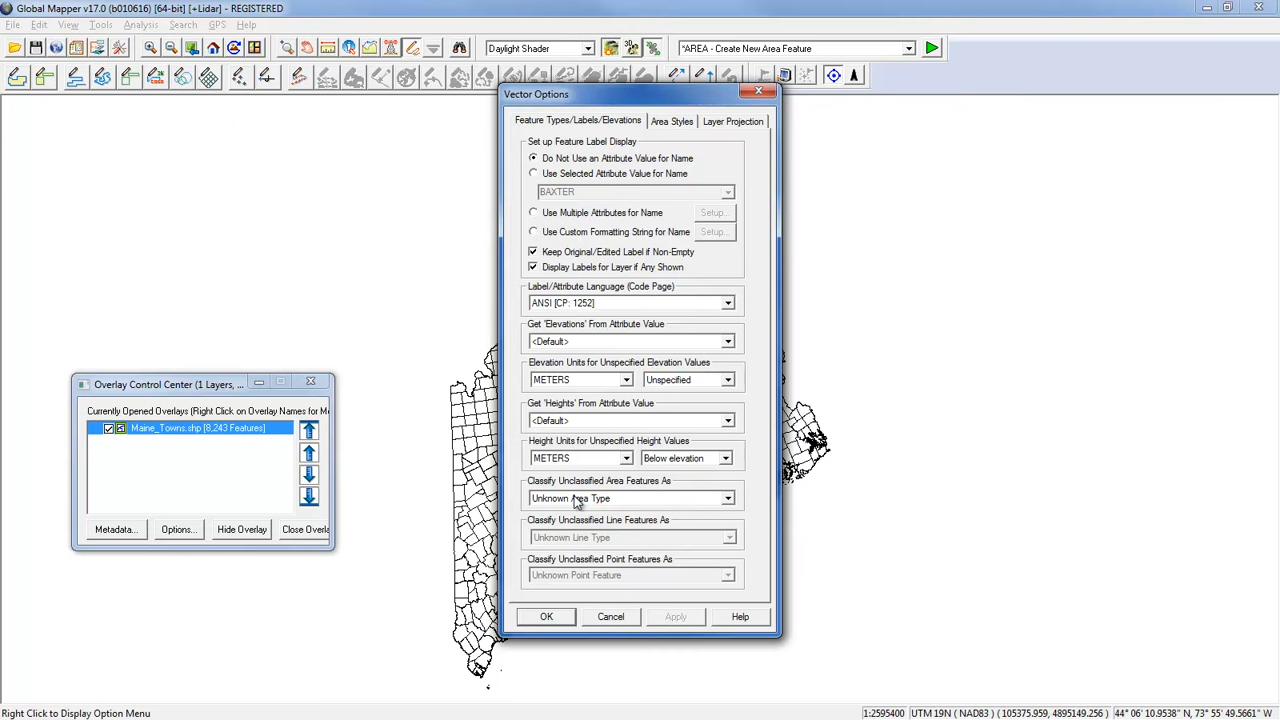 Global Mapper v17.0 (b010616) [64-bit] [+Lidar] - REGISTERED
File Edit View Tools Analysis Search GPS Help
Daylight Shader
*AREA - Create New Area Feature
Vector Options
Feature Types/Labels/Elevations Area Styles Layer Projection
Set up Feature Label Display
Do Not Use an Attribute Value for Name
Use Selected Attribute Value for Name
BAXTER
Use Multiple Attributes for Name Setup...
Use Custom Formatting String for Name Setup...
Keep Original/Edited Label if Non-Empty
Display Labels for Layer if Any Shown
Label/Attribute Language (Code Page)
ANSI [CP: 1252]
Get 'Elevations' From Attribute Value
<Default>
Elevation Units for Unspecified Elevation Values
METERS Unspecified
Get 'Heights' From Attribute Value
<Default>
Height Units for Unspecified Height Values
METERS Below elevation
Classify Unclassified Area Features As
Unknown Area Type
Classify Unclassified Line Features As
Unknown Line Type
Classify Unclassified Point Features As
Unknown Point Feature
OK Cancel Apply Help
Overlay Control Center (1 Layers, ...
Currently Opened Overlays (Right Click on Overlay Names for M
Maine_Towns.shp [8,243 Features]
Metadata... Options... Hide Overlay Close Overla
Right Click to Display Option Menu
1:2595400 UTM 19N ( NAD83 ) ( 105375.959, 4895149.256 ) 44° 06' 10.9538" N, 73° 55' 49.5661" W